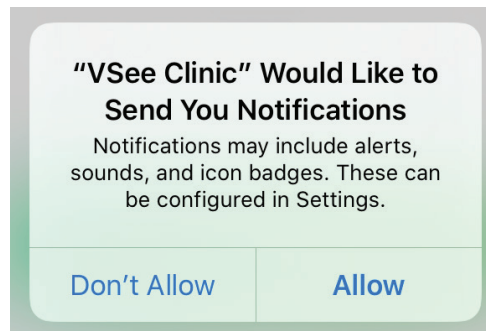 “VSee Clinic” Would Like to
Send You Notifications
Notifications may include alerts,
sounds, and icon badges. These can
be configured in Settings.
Don’t Allow
Allow